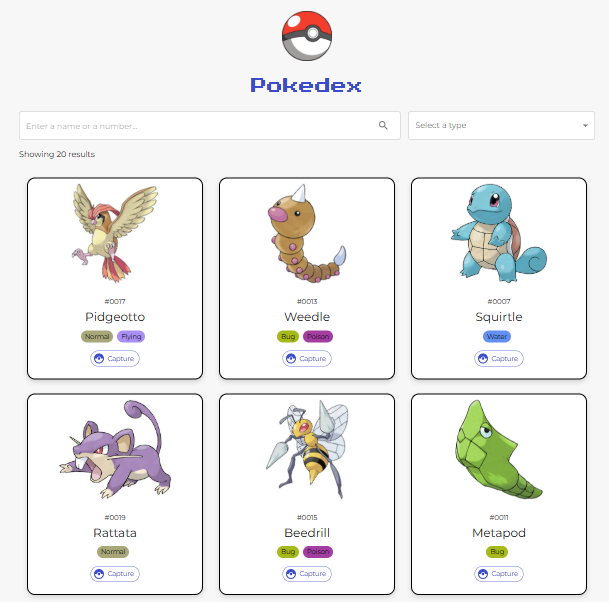 Pokedex
Enter a name or a number...
Select a type
Showing 20 results
#0017
Pidgeotto
Normal Flying
Capture
#0013
Weedle
Bug Poison
Capture
#0007
Squirtle
Water
Capture
#0019
Rattata
Normal
Capture
#0015
Beedrill
Bug Poison
Capture
#0011
Metapod
Bug
Capture